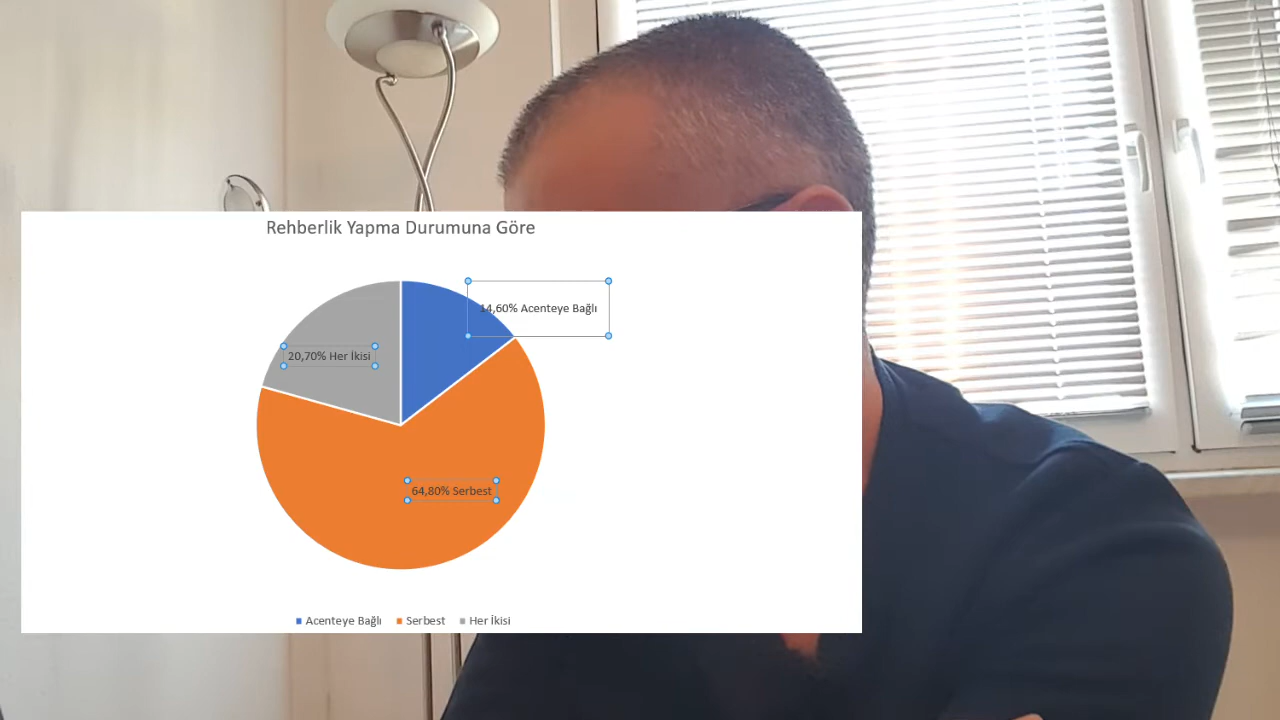 Rehberlik Yapma Durumuna Göre
14,60% Acenteye Bağlı
20,70% Her İkisi
64,80% Serbest
Acenteye Bağlı Serbest Her İkisi